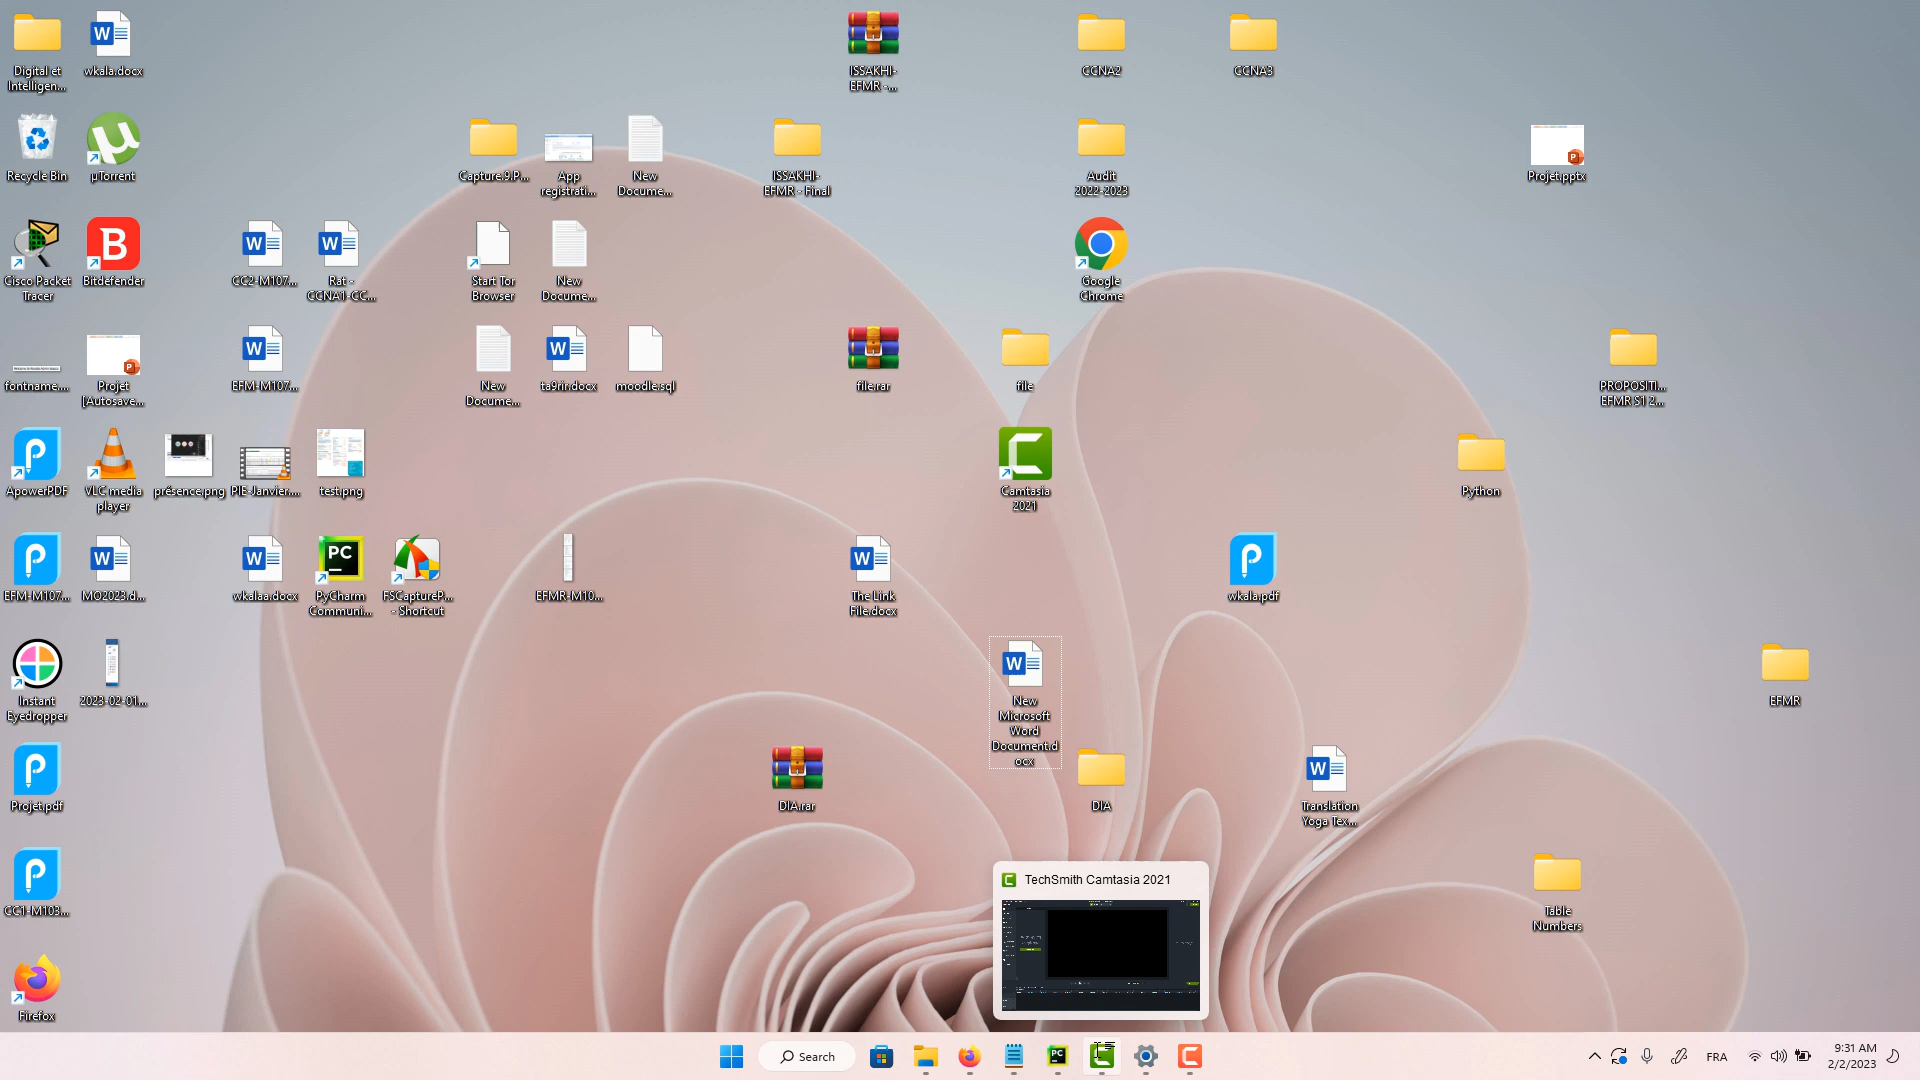 Digital et
Intelligen...
wkala.docx
ISSAKHI-
EFMR -...
CCNA2
CCNA3
Recycle Bin
µTorrent
Capture.9.P...
App
registrati...
New
Docume...
ISSAKHI-
EFMR - Final
Audit
2022-2023
Projet.pptx
Cisco Packet
Tracer
Bitdefender
CC2-M107...
Rat -
CCNA1-CC...
Start Tor
Browser
New
Docume...
Google
Chrome
fontname....
Projet
[Autosave...
EFM-M107...
New
Docume...
ta9rir.docx
moodle.sql
file.rar
file
PROPOSITI...
EFMR S1 2...
ApowerPDF
VLC media
player
présence.png
PIE-Janvier....
test.png
Camtasia
2021
Python
EFM-M107...
MO2023.d...
wkalaa.docx
PC
PyCharm
Communi...
FSCaptureP...
- Shortcut
EFMR-M10...
The Link
File.docx
wkala.pdf
Instant
Eyedropper
2023-02-01...
New
Microsoft
Word
Document.d
ocx
EFMR
Projet.pdf
DIA.rar
DIA
Translation
Yoga Tex...
CC1-M103...
TechSmith Camtasia 2021
Table
Numbers
Firefox
Search
FRA
9:31 AM
2/2/2023